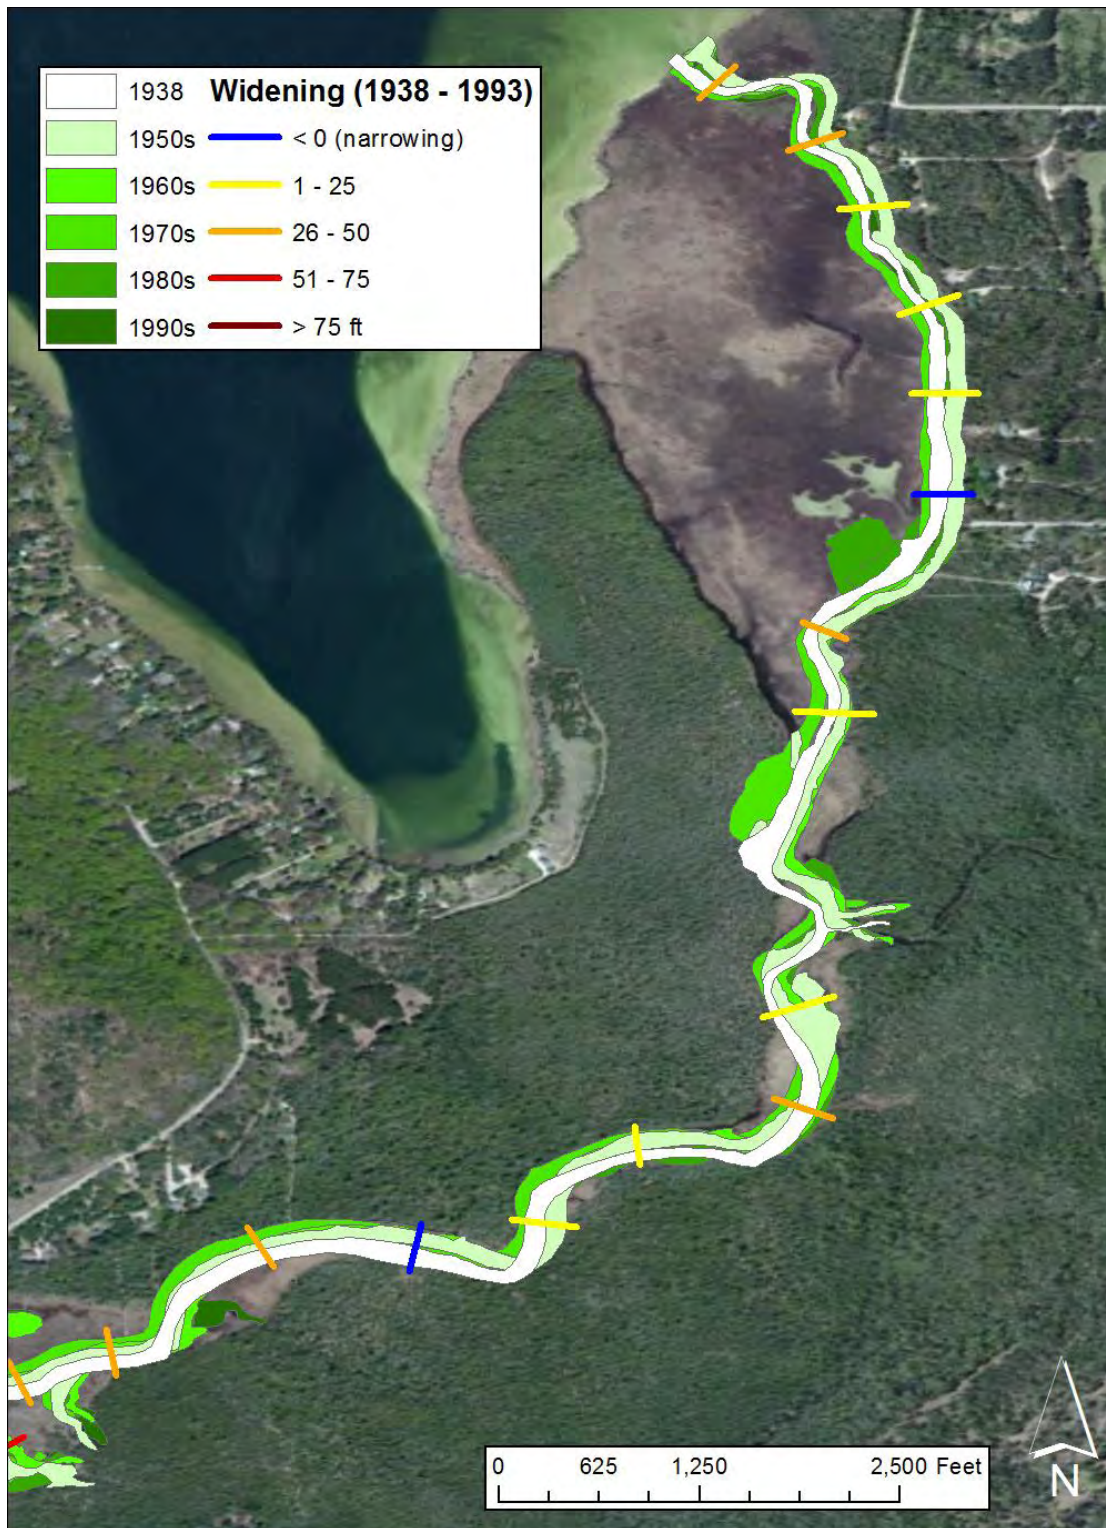 1938 Widening (1938 - 1993)
1950s < 0 (narrowing)
1960s 1 - 25
1970s 26 - 50
1980s 51 - 75
1990s > 75 ft
0 625 1,250 2,500 Feet
N